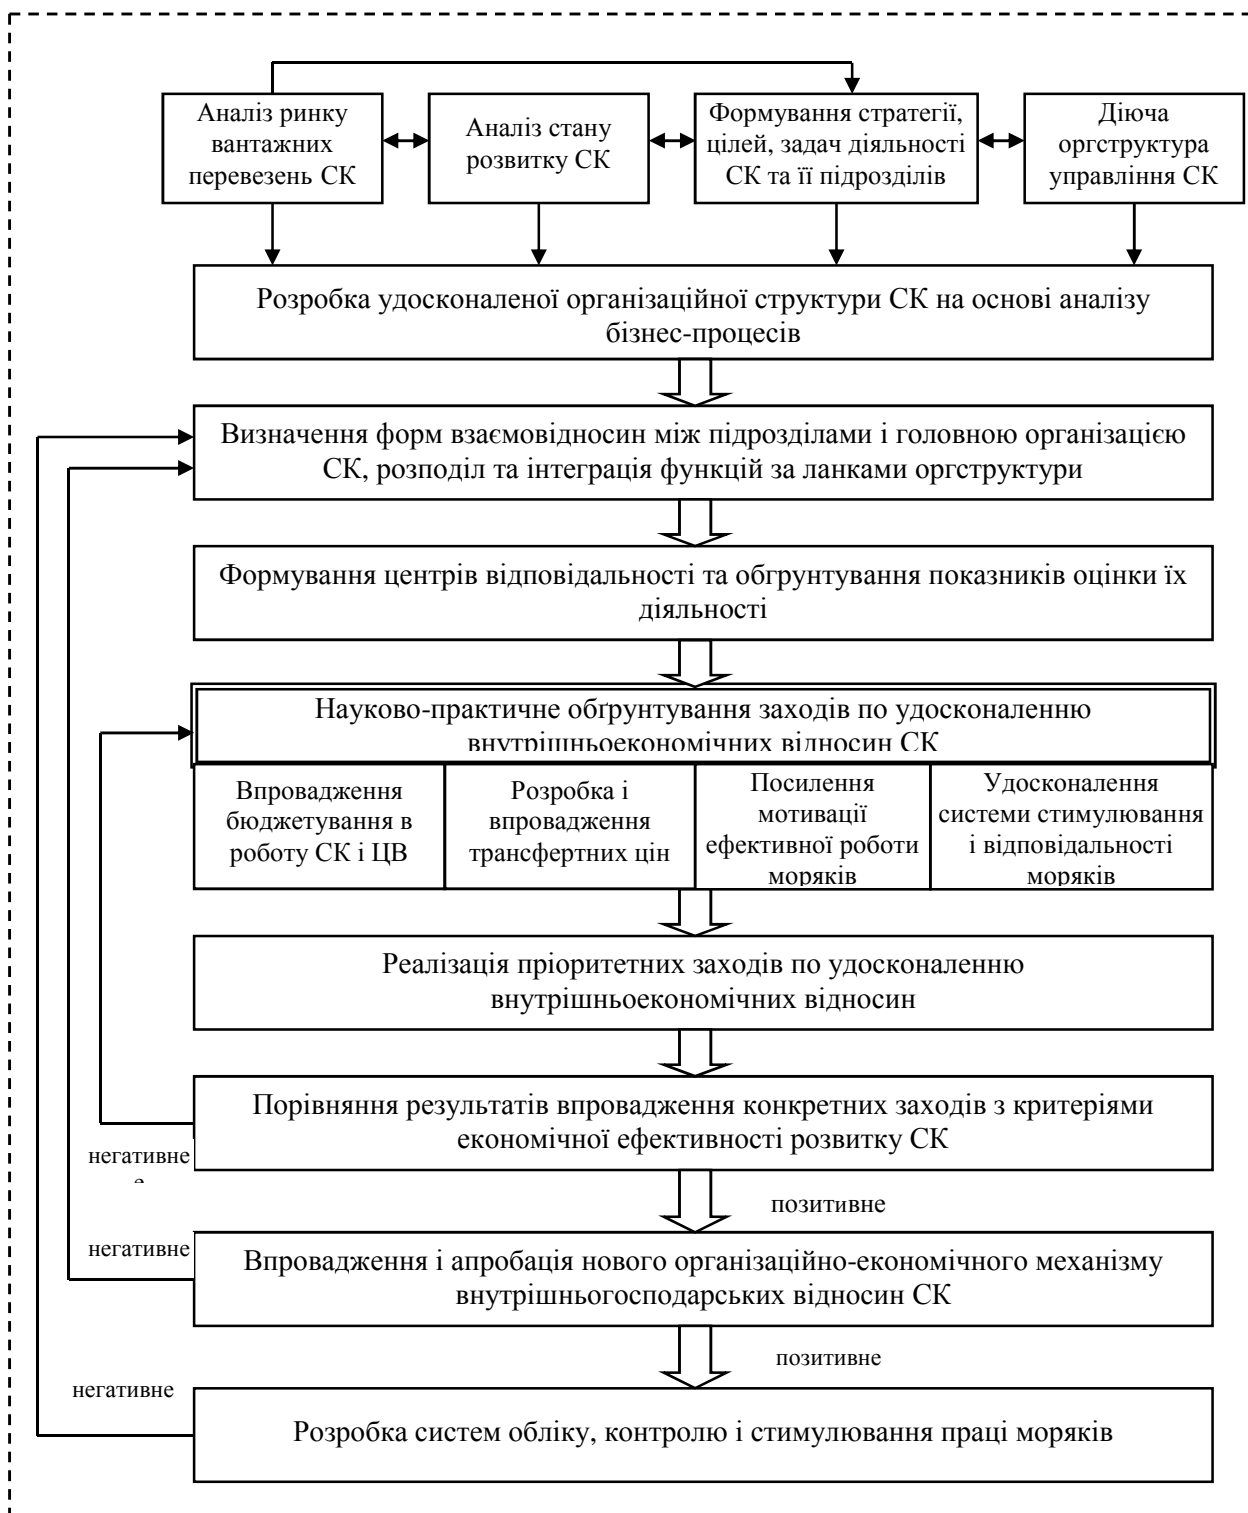 Аналіз ринку
вантажних
перевезень СК
Аналіз стану
розвитку СК
Формування стратегії,
цілей, задач діяльності
СК та її підрозділів
Діюча
оргструктура
управління СК
Розробка удосконаленої організаційної структури СК на основі аналізу
бізнес-процесів
Визначення форм взаємовідносин між підрозділами і головною організацією
СК, розподіл та інтеграція функцій за ланками оргструктури
Формування центрів відповідальності та обгрунтування показників оцінки їх
діяльності
Науково-практичне обґрунтування заходів по удосконаленню
внутрішньоекономічних відносин СК
Впровадження
бюджетування в
роботу СК і ЦВ
Розробка і
впровадження
трансфертних цін
Посилення
мотивації
ефективної роботи
моряків
Удосконалення
системи стимулювання
і відповідальності
моряків
Реалізація пріоритетних заходів по удосконаленню
внутрішньоекономічних відносин
Порівняння результатів впровадження конкретних заходів з критеріями
економічної ефективності розвитку СК
негативне
е
позитивне
негативне
Впровадження і апробація нового організаційно-економічного механізму
внутрішньогосподарських відносин СК
позитивне
негативне
Розробка систем обліку, контролю і стимулювання праці моряків